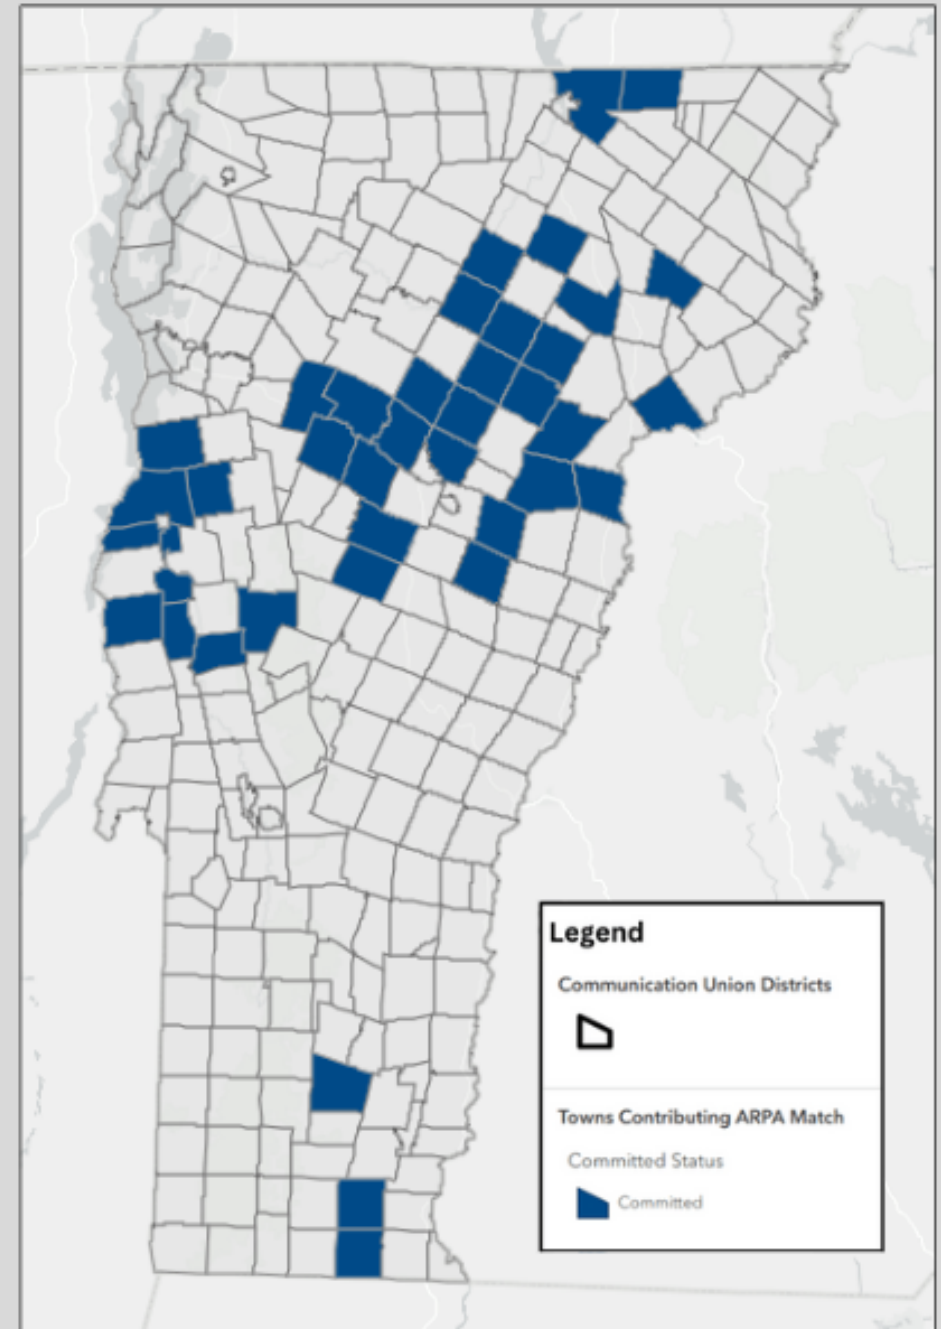 Legend
Communication Union Districts
Towns Contributing ARPA Match
Committed Status
Committed